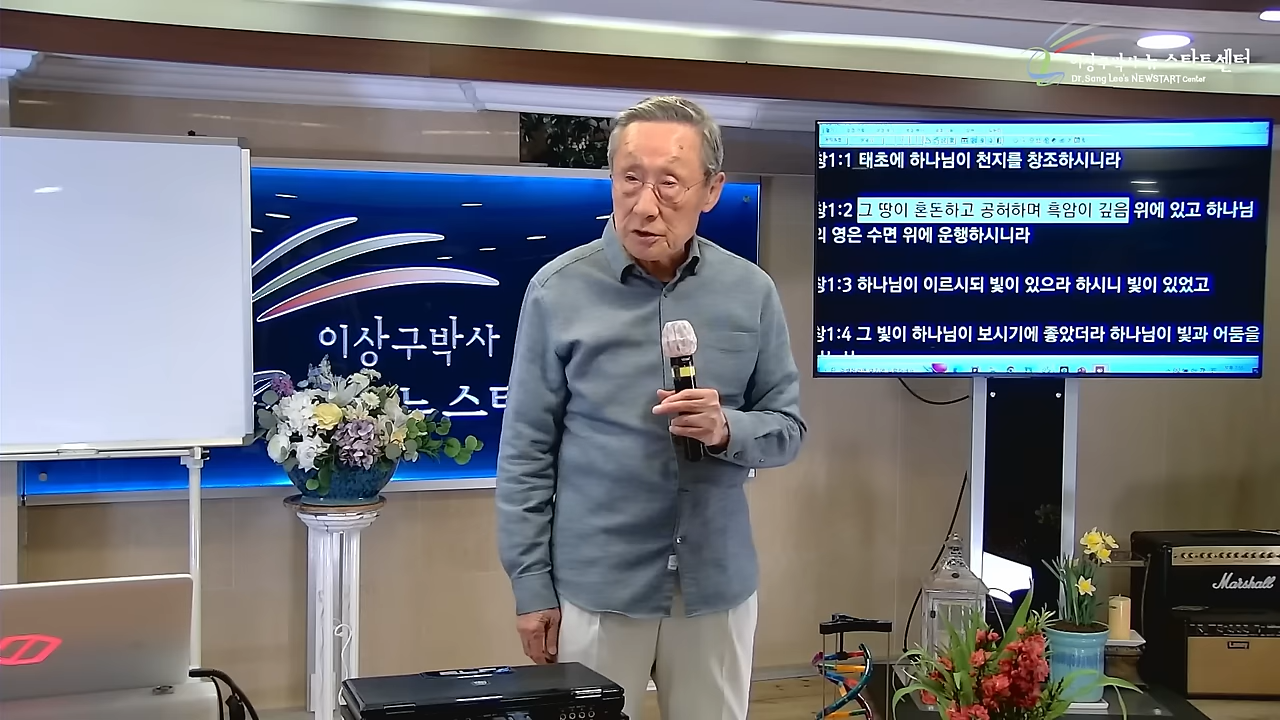 이상구박사 뉴스타트센터
Dr. Sang Lee's NEWSTART Center
창1:1 태초에 하나님이 천지를 창조하시니라
창1:2 그 땅이 혼돈하고 공허하며 흑암이 깊음 위에 있고 하나님
의 영은 수면 위에 운행하시니라
창1:3 하나님이 이르시되 빛이 있으라 하시니 빛이 있었고
창1:4 그 빛이 하나님이 보시기에 좋았더라 하나님이 빛과 어둠을
이상구박사
뉴 스타
Marshall